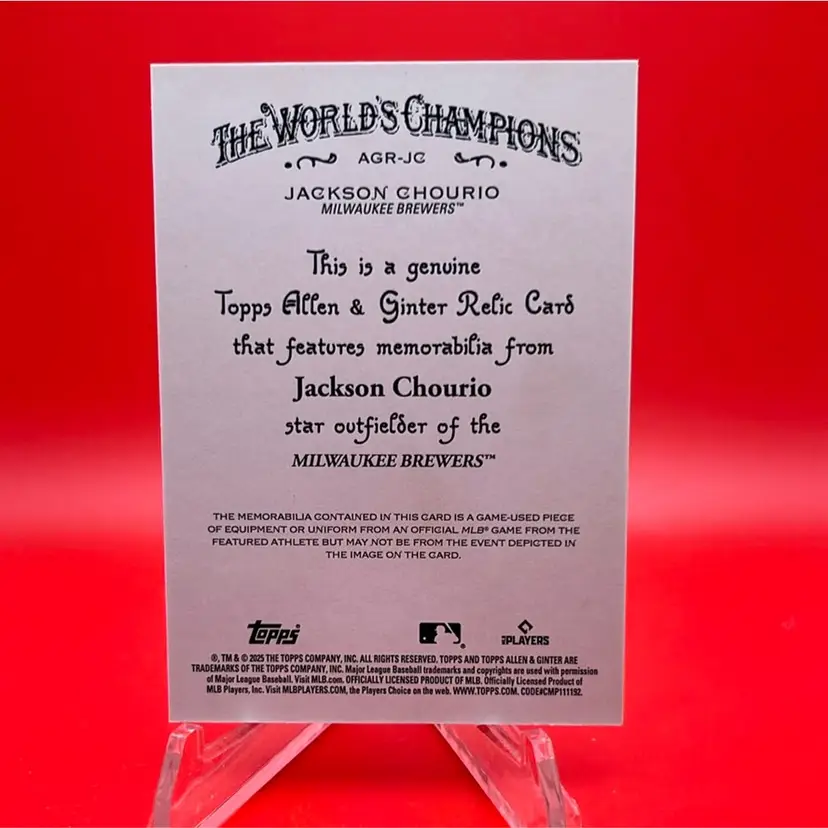 THE WORLD'S CHAMPIONS
AGR-JC
JACKSON CHOURIO
MILWAUKEE BREWERS™
This is a genuine
Topps Allen & Ginter Relic Card
that features memorabilia from
Jackson Chourio
star outfielder of the
MILWAUKEE BREWERS™
THE MEMORABILIA CONTAINED IN THIS CARD IS A GAME-USED PIECE
OF EQUIPMENT OR UNIFORM FROM AN OFFICIAL MLB® GAME FROM THE
FEATURED ATHLETE BUT MAY NOT BE FROM THE EVENT DEPICTED IN
THE IMAGE ON THE CARD.
topps® MLB PLAYERS
®, TM & © 2025 THE TOPPS COMPANY, INC. ALL RIGHTS RESERVED. TOPPS AND TOPPS ALLEN & GINTER ARE
TRADEMARKS OF THE TOPPS COMPANY, INC. Major League Baseball trademarks and copyrights are used with permission
of Major League Baseball. Visit MLB.com. OFFICIALLY LICENSED PRODUCT OF MLB. Officially Licensed Product of
MLB Players, Inc. Visit MLBPLAYERS.COM, the Players Choice on the web. WWW.TOPPS.COM. CODE#CMP111192.